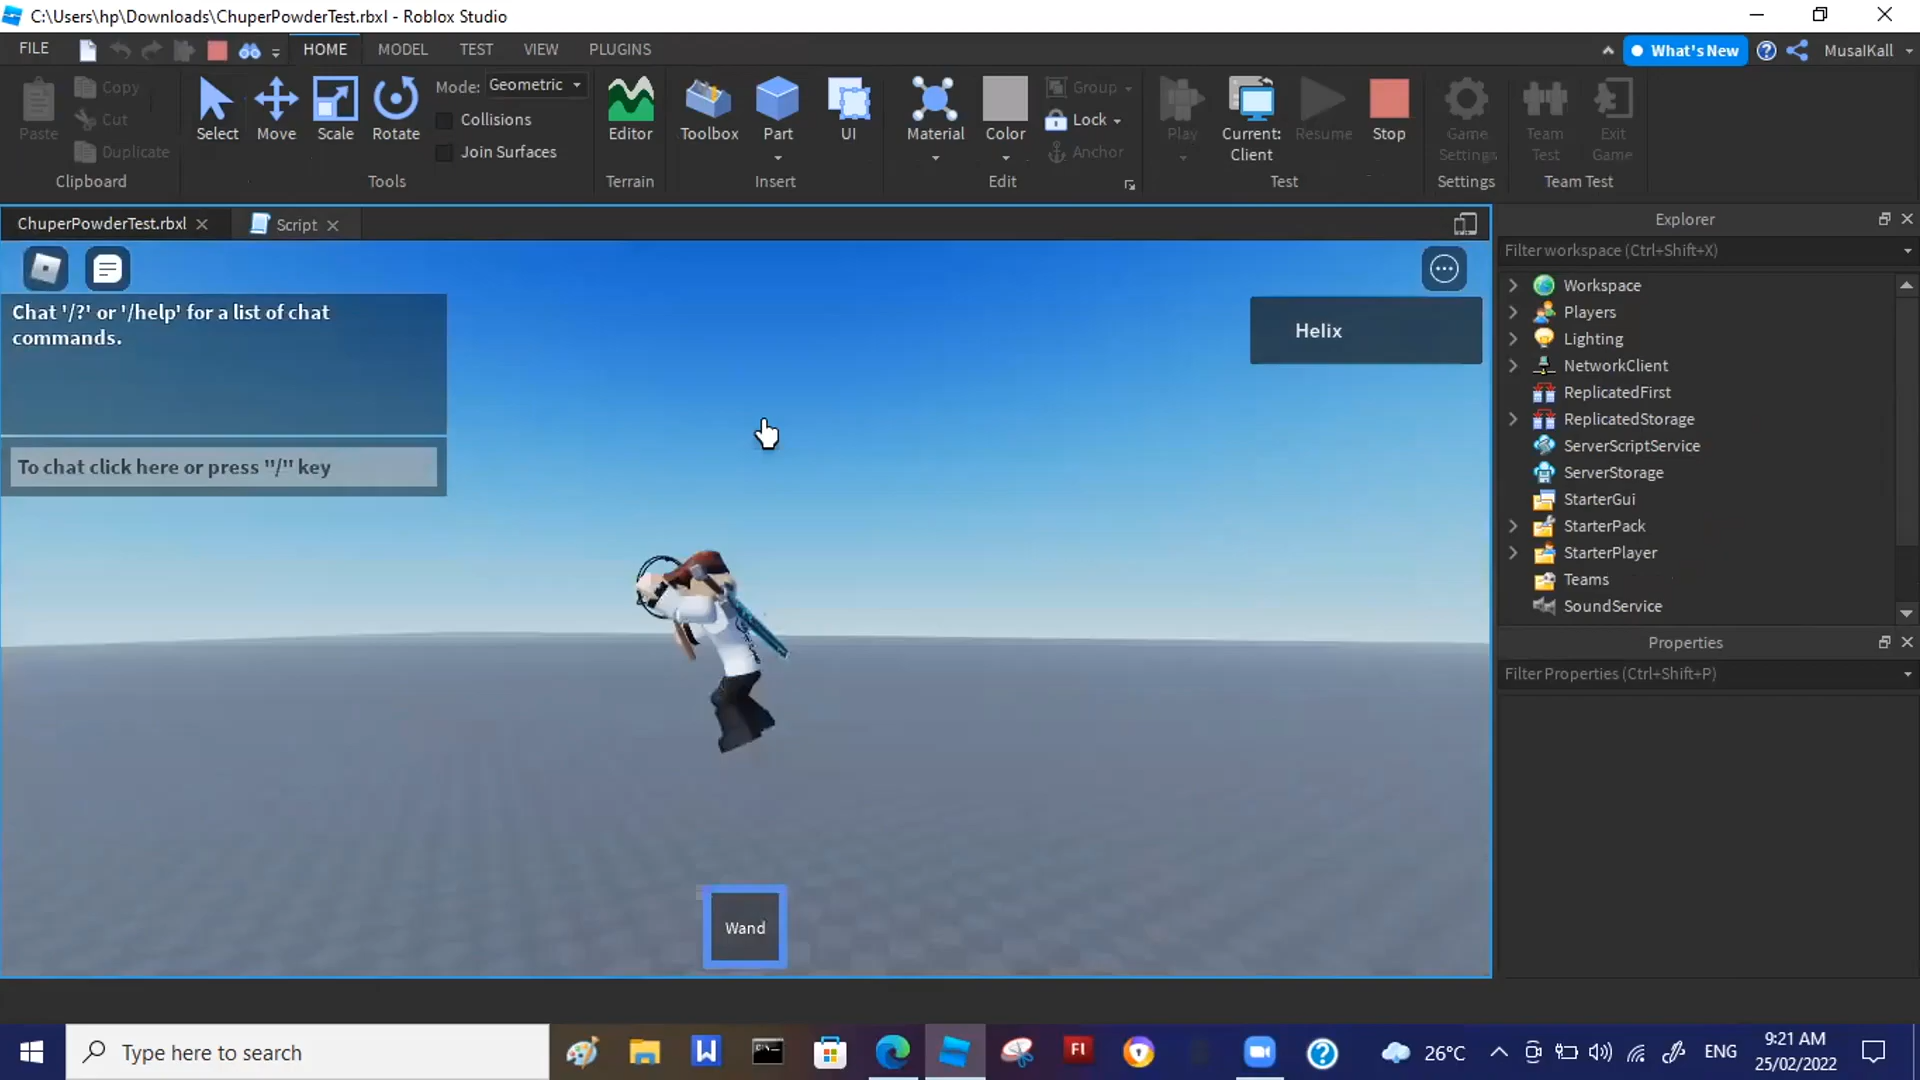 C:\Users\hp\Downloads\ChuperPowderTest.rbxl - Roblox Studio
FILE HOME MODEL TEST VIEW PLUGINS What's New MusaIKall
Paste Copy Cut Duplicate
Clipboard
Select Move Scale Rotate
Mode: Geometric
Collisions
Join Surfaces
Tools
Editor
Terrain
Toolbox Part UI
Insert
Material Color
Group
Lock
Anchor
Edit
Play Current: Client Resume Stop
Test
Game Settings
Settings
Team Test Exit Game
Team Test
ChuperPowderTest.rbxl Script
Chat '/?' or '/help' for a list of chat
commands.
To chat click here or press "/" key
Helix
Wand
Explorer
Filter workspace (Ctrl+Shift+X)
Workspace
Players
Lighting
NetworkClient
ReplicatedFirst
ReplicatedStorage
ServerScriptService
ServerStorage
StarterGui
StarterPack
StarterPlayer
Teams
SoundService
Properties
Filter Properties (Ctrl+Shift+P)
Type here to search
W
FI
26°C
ENG
9:21 AM
25/02/2022